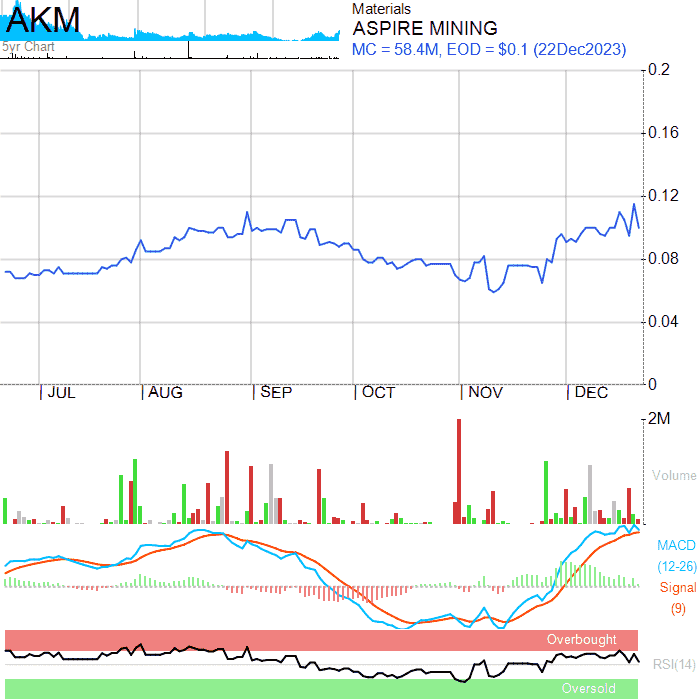 AKM
5yr Chart
Materials
ASPIRE MINING
MC = 58.4M, EOD = $0.1 (22Dec2023)
0.2
0.16
0.12
0.08
0.04
0
JUL AUG SEP OCT NOV DEC
2M
Volume
MACD
(12-26)
Signal
(9)
Overbought
RSI(14)
Oversold